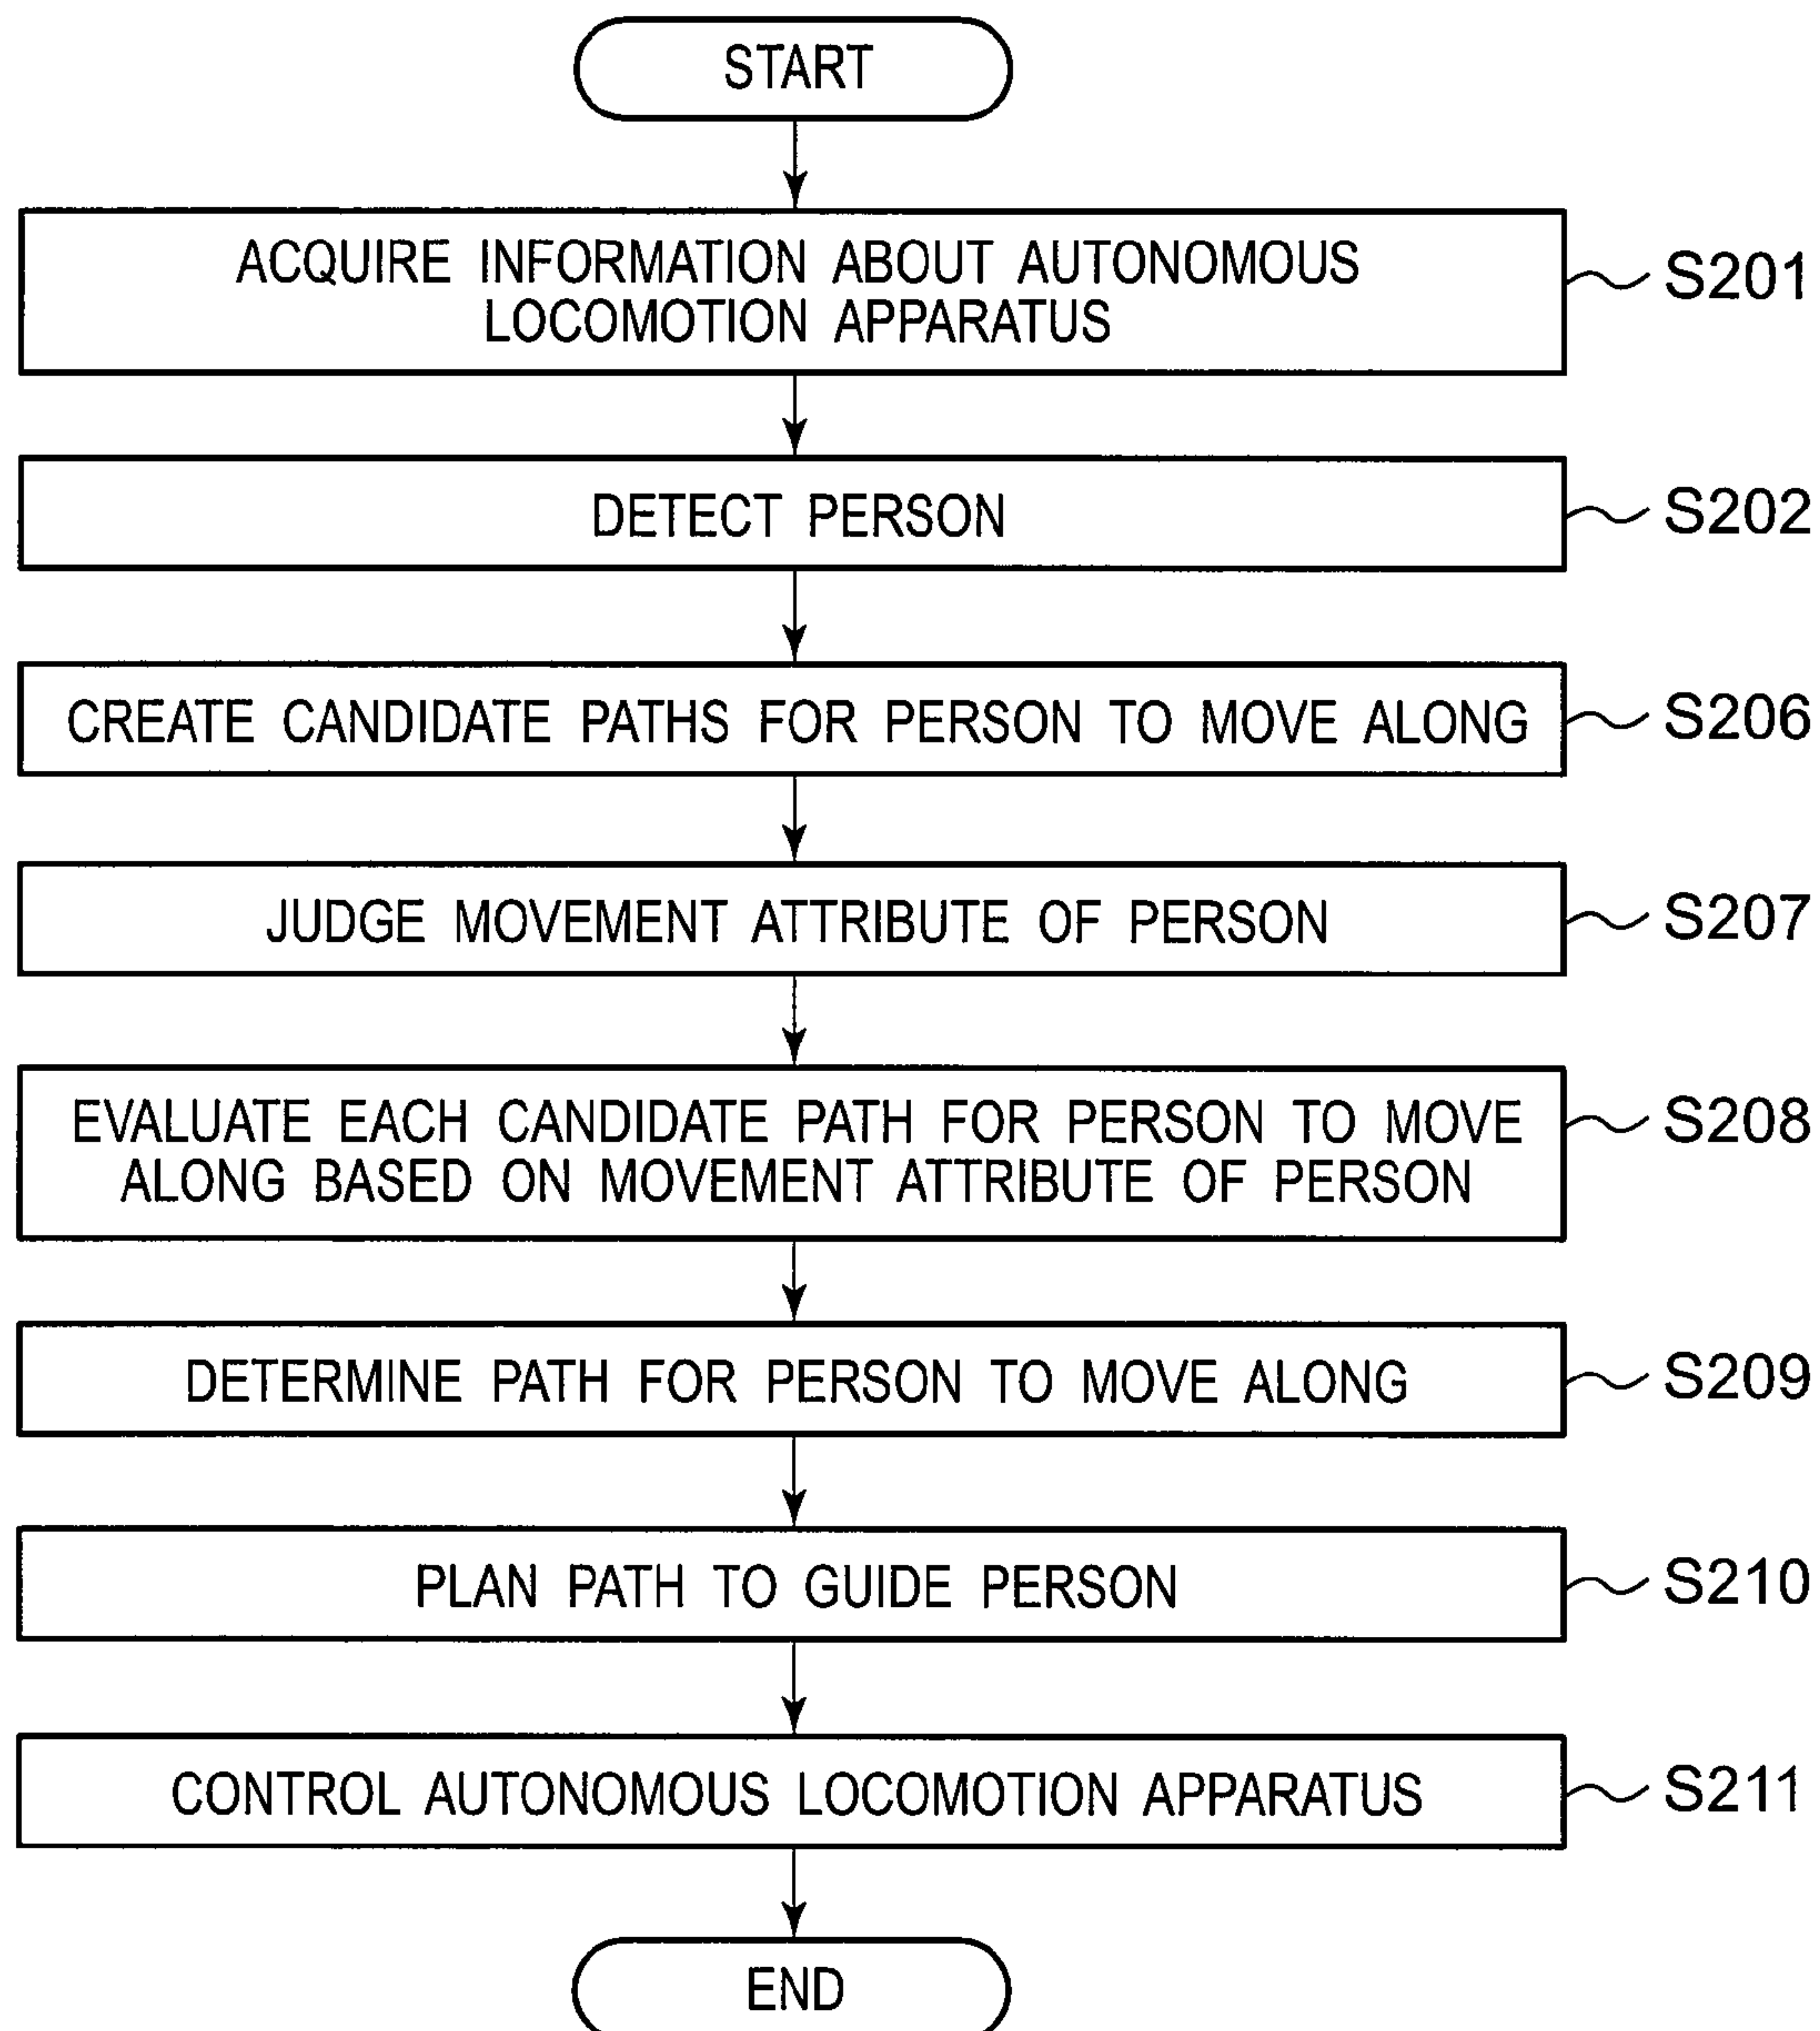 START
ACQUIRE INFORMATION ABOUT AUTONOMOUS
LOCOMOTION APPARATUS
S201
DETECT PERSON
S202
CREATE CANDIDATE PATHS FOR PERSON TO MOVE ALONG
S206
JUDGE MOVEMENT ATTRIBUTE OF PERSON
S207
EVALUATE EACH CANDIDATE PATH FOR PERSON TO MOVE
ALONG BASED ON MOVEMENT ATTRIBUTE OF PERSON
S208
DETERMINE PATH FOR PERSON TO MOVE ALONG
S209
PLAN PATH TO GUIDE PERSON
S210
CONTROL AUTONOMOUS LOCOMOTION APPARATUS
S211
END